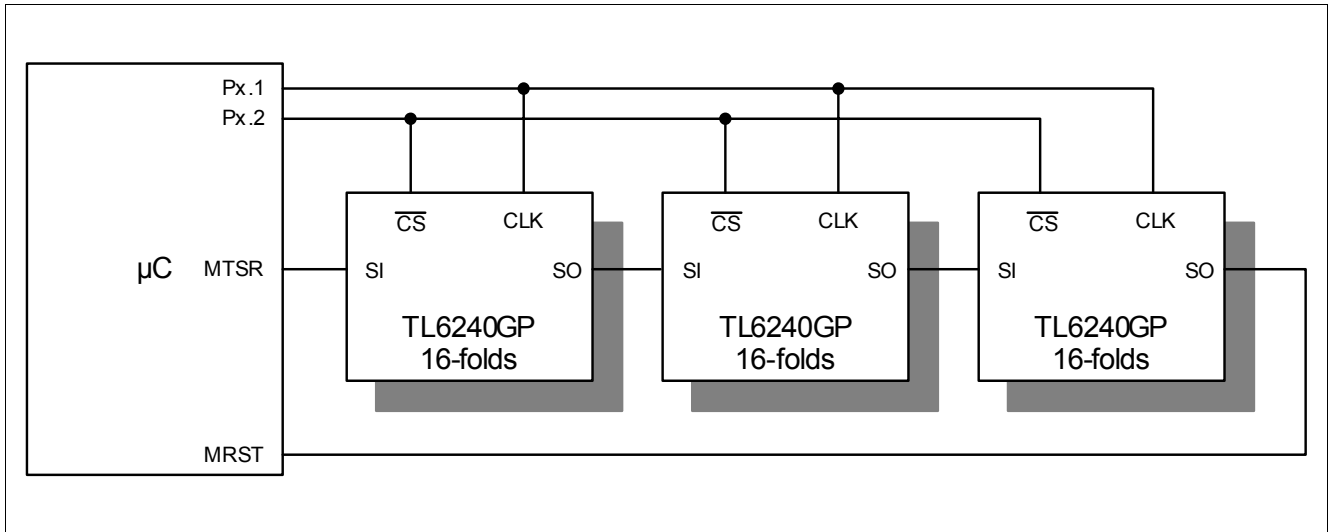 Px.1
Px.2
CS CLK CS CLK CS CLK
µC MTSR SI SO SI SO SI SO
TL6240GP TL6240GP TL6240GP
16-folds 16-folds 16-folds
MRST